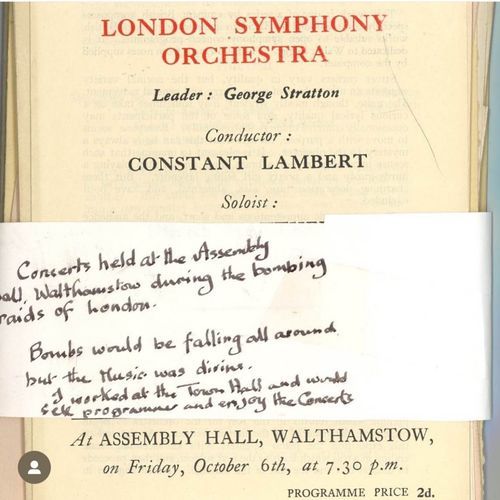 LONDON SYMPHONY
ORCHESTRA
Leader : George Stratton
Conductor :
CONSTANT LAMBERT
Soloist :
Concerts held at the Assembly
all, Walthamstow during the bombing
raids of London.
Bombs would be falling all around
but the Music was divine.
I worked at the Town Hall and would
sell programmes and enjoy the Concerts
At ASSEMBLY HALL, WALTHAMSTOW,
on Friday, October 6th, at 7.30 p.m.
PROGRAMME PRICE 2d.